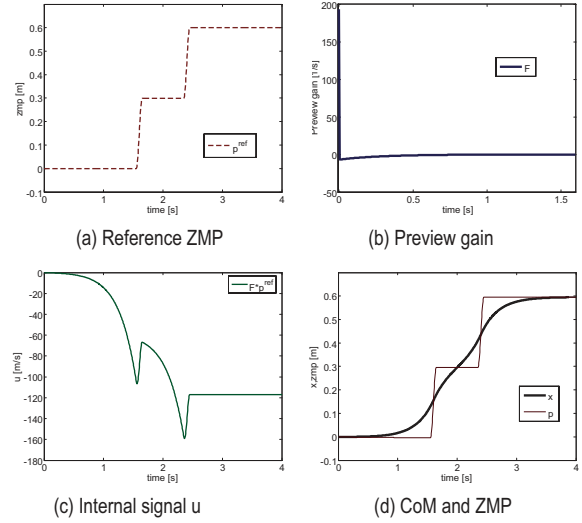 0.6
0.5
0.4
0.3
0.2
0.1
0
-0.1
zmp [m]
p^ref
0 1 2 3 4
time [s]
(a) Reference ZMP
200
150
100
50
0
-50
Preview gain [1/s]
F
0 0.5 1 1.5
time [s]
(b) Preview gain
0
-20
-40
-60
-80
-100
-120
-140
-160
-180
u [m/s]
F*p^ref
0 1 2 3 4
time [s]
(c) Internal signal u
0.6
0.5
0.4
0.3
0.2
0.1
0
-0.1
x,zmp [m]
x
p
0 1 2 3 4
time [s]
(d) CoM and ZMP